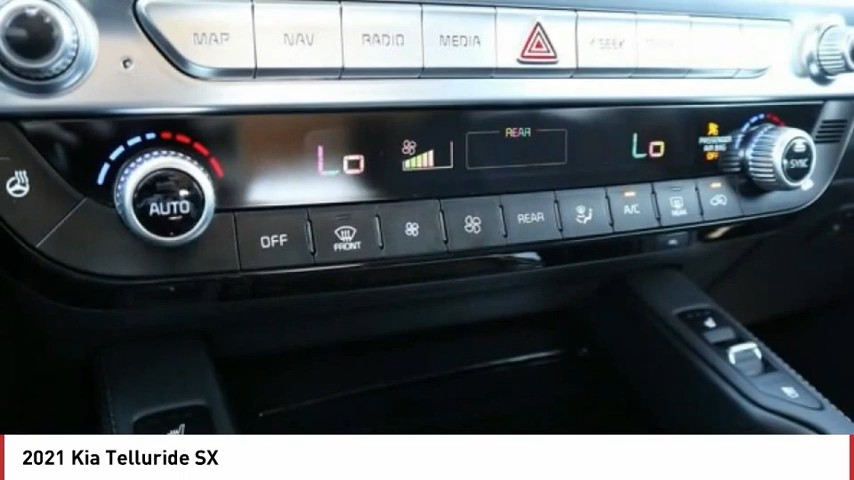 MAP NAV RADIO MEDIA < SEEK
REAR
Lo Lo
PASSENGER
AIR BAG
OFF
SYNC
AUTO
OFF FRONT REAR A/C REAR
2021 Kia Telluride SX